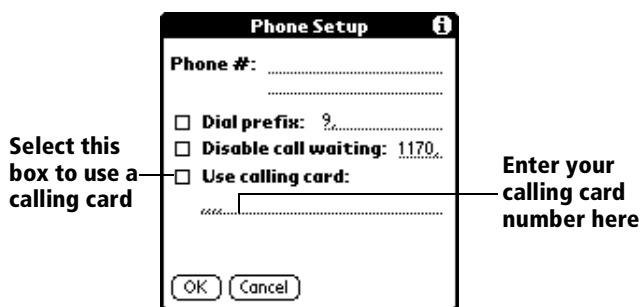 Phone Setup i
Phone #:
Dial prefix: 9,
Disable call waiting: 1170,
Use calling card:
,,,,
OK Cancel
Select this
box to use a
calling card
Enter your
calling card
number here